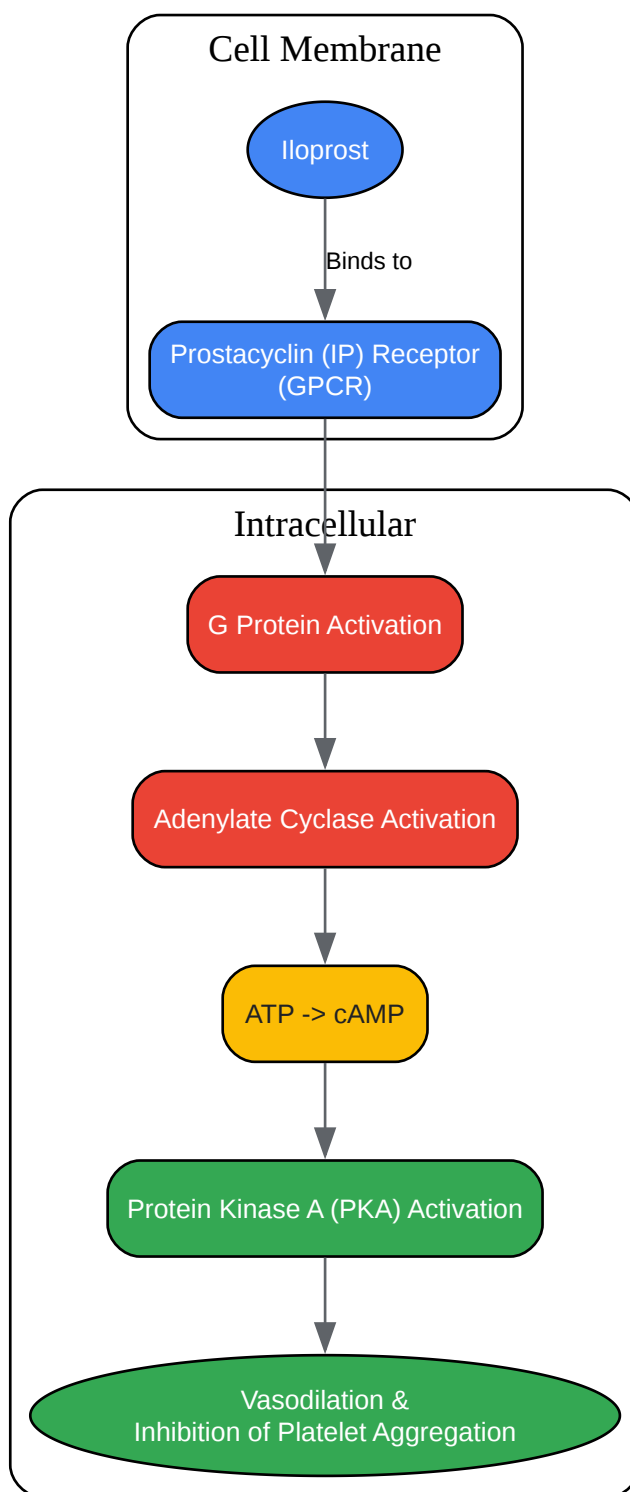 Cell Membrane
Iloprost
Binds to
Prostacyclin (IP) Receptor
(GPCR)
Intracellular
G Protein Activation
Adenylate Cyclase Activation
ATP -> cAMP
Protein Kinase A (PKA) Activation
Vasodilation &
Inhibition of Platelet Aggregation